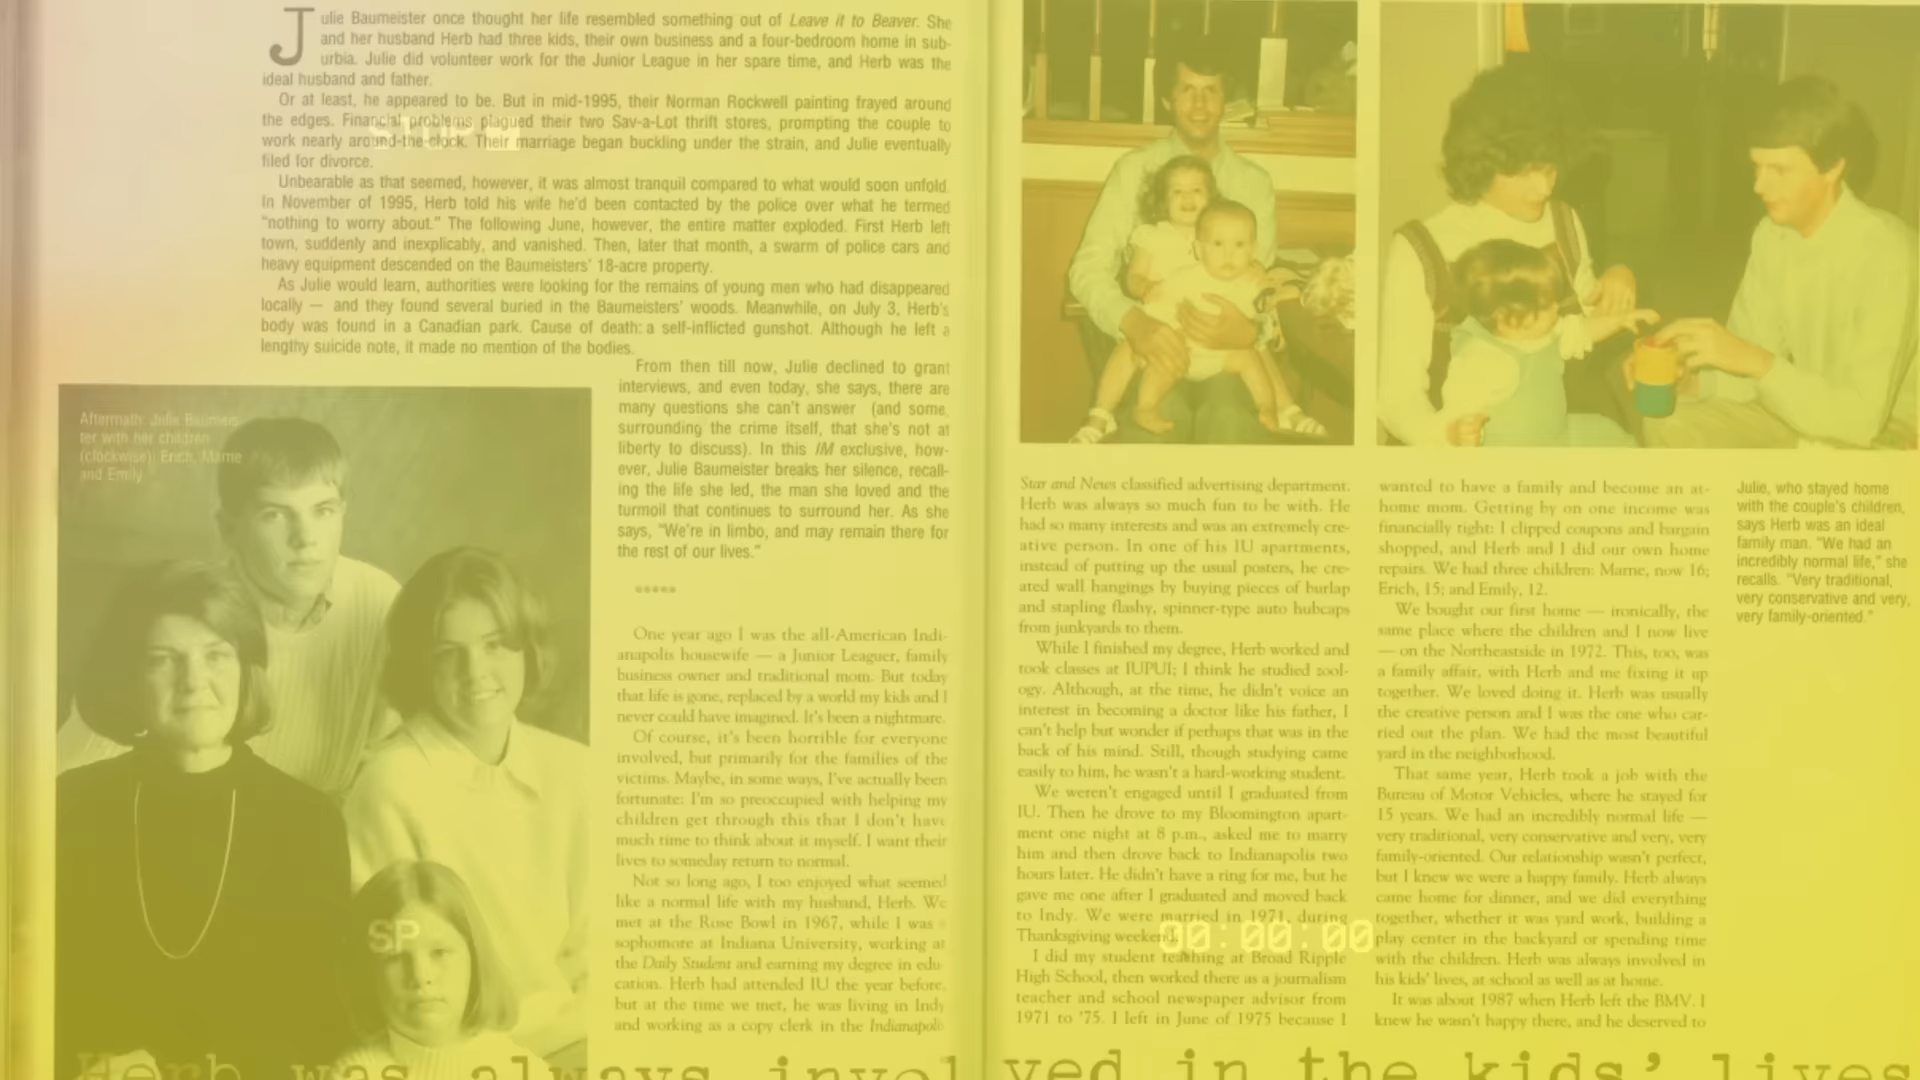 Julie Baumeister once thought her life resembled something out of Leave it to Beaver. She
and her husband Herb had three kids, their own business and a four-bedroom home in sub-
urbia. Julie did volunteer work for the Junior League in her spare time, and Herb was the
ideal husband and father.
Or at least, he appeared to be. But in mid-1995, their Norman Rockwell painting frayed around
the edges. Financial problems plagued their two Sav-a-Lot thrift stores, prompting the couple to
work nearly around-the-clock. Their marriage began buckling under the strain, and Julie eventually
filed for divorce.
Unbearable as that seemed, however, it was almost tranquil compared to what would soon unfold.
In November of 1995, Herb told his wife he'd been contacted by the police over what he termed
"nothing to worry about." The following June, however, the entire matter exploded. First Herb left
town, suddenly and inexplicably, and vanished. Then, later that month, a swarm of police cars and
heavy equipment descended on the Baumeisters' 18-acre property.
As Julie would learn, authorities were looking for the remains of young men who had disappeared
locally — and they found several buried in the Baumeisters' woods. Meanwhile, on July 3, Herb's
body was found in a Canadian park. Cause of death: a self-inflicted gunshot. Although he left a
lengthy suicide note, it made no mention of the bodies.
From then till now, Julie declined to grant
interviews, and even today, she says, there are
many questions she can't answer (and some,
surrounding the crime itself, that she's not at
liberty to discuss). In this IM exclusive, how-
ever, Julie Baumeister breaks her silence, recall-
ing the life she led, the man she loved and the
turmoil that continues to surround her. As she
says, "We're in limbo, and may remain there for
the rest of our lives."
*****
One year ago I was the all-American Indi-
anapolis housewife — a Junior Leaguer, family
business owner and traditional mom. But today
that life is gone, replaced by a world my kids and I
never could have imagined. It's been a nightmare.
Of course, it's been horrible for everyone
involved, but primarily for the families of the
victims. Maybe, in some ways, I've actually been
fortunate: I'm so preoccupied with helping my
children get through this that I don't have
much time to think about it myself. I want their
lives to someday return to normal.
Not so long ago, I too enjoyed what seemed
like a normal life with my husband, Herb. We
met at the Rose Bowl in 1967, while I was a
sophomore at Indiana University, working at
the Daily Student and earning my degree in edu-
cation. Herb had attended IU the year before,
but at the time we met, he was living in Indy
and working as a copy clerk in the Indianapolis
Aftermath: Julie Baumeis-
ter with her children
(clockwise): Erich, Marne
and Emily
SP
Star and News classified advertising department.
Herb was always so much fun to be with. He
had so many interests and was an extremely cre-
ative person. In one of his IU apartments,
instead of putting up the usual posters, he cre-
ated wall hangings by buying pieces of burlap
and stapling flashy, spinner-type auto hubcaps
from junkyards to them.
While I finished my degree, Herb worked and
took classes at IUPUI; I think he studied zool-
ogy. Although, at the time, he didn't voice an
interest in becoming a doctor like his father, I
can't help but wonder if perhaps that was in the
back of his mind. Still, though studying came
easily to him, he wasn't a hard-working student.
We weren't engaged until I graduated from
IU. Then he drove to my Bloomington apart-
ment one night at 8 p.m., asked me to marry
him and then drove back to Indianapolis two
hours later. He didn't have a ring for me, but he
gave me one after I graduated and moved back
to Indy. We were married in 1971, during
Thanksgiving weekend.
I did my student teaching at Broad Ripple
High School, then worked there as a journalism
teacher and school newspaper advisor from
1971 to '75. I left in June of 1975 because I
00:00:00
wanted to have a family and become an at-
home mom. Getting by on one income was
financially tight: I clipped coupons and bargain
shopped, and Herb and I did our own home
repairs. We had three children: Marne, now 16;
Erich, 15; and Emily, 12.
We bought our first home — ironically, the
same place where the children and I now live
— on the Northeastside in 1972. This, too, was
a family affair, with Herb and me fixing it up
together. We loved doing it. Herb was usually
the creative person and I was the one who car-
ried out the plan. We had the most beautiful
yard in the neighborhood.
That same year, Herb took a job with the
Bureau of Motor Vehicles, where he stayed for
15 years. We had an incredibly normal life —
very traditional, very conservative and very, very
family-oriented. Our relationship wasn't perfect,
but I knew we were a happy family. Herb always
came home for dinner, and we did everything
together, whether it was yard work, building a
play center in the backyard or spending time
with the children. Herb was always involved in
his kids' lives, at school as well as at home.
It was about 1987 when Herb left the BMV. I
knew he wasn't happy there, and he deserved to
Julie, who stayed home
with the couple's children,
says Herb was an ideal
family man. "We had an
incredibly normal life," she
recalls. "Very traditional,
very conservative and very,
very family-oriented."
Herb was always involved in the kids' lives